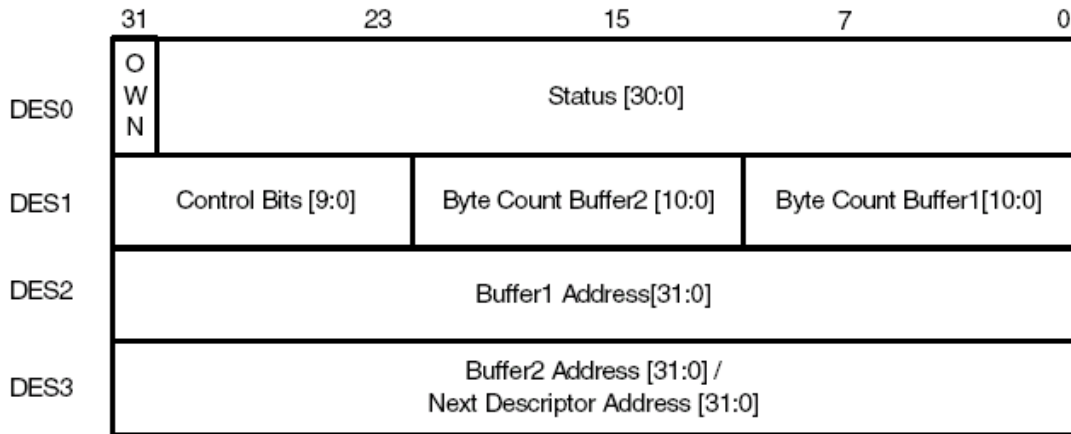 31 23 15 7 0
DES0
O
W
N
Status [30:0]
DES1
Control Bits [9:0]
Byte Count Buffer2 [10:0]
Byte Count Buffer1[10:0]
DES2
Buffer1 Address[31:0]
DES3
Buffer2 Address [31:0] /
Next Descriptor Address [31:0]